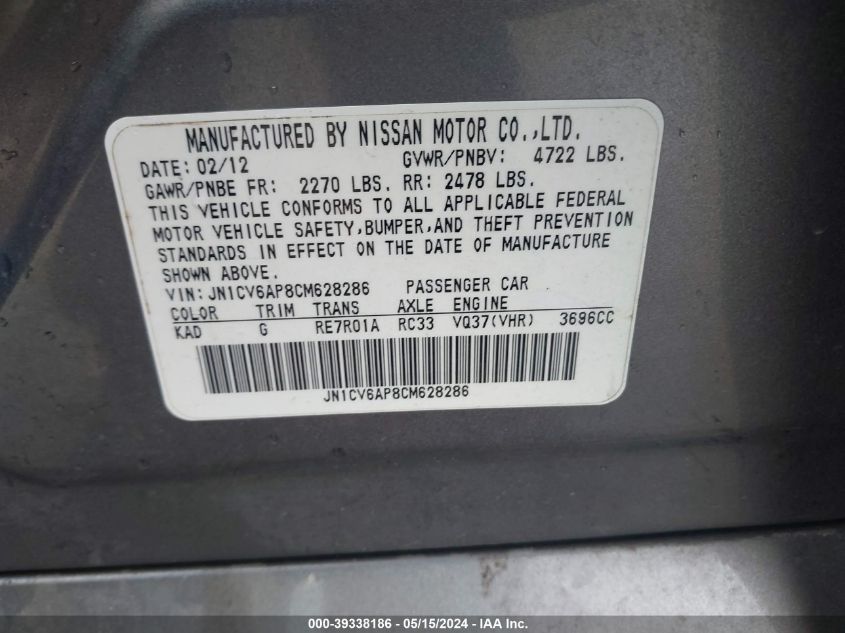 MANUFACTURED BY NISSAN MOTOR CO.,LTD.
DATE: 02/12 GVWR/PNBV: 4722 LBS.
GAWR/PNBE FR: 2270 LBS. RR: 2478 LBS.
THIS VEHICLE CONFORMS TO ALL APPLICABLE FEDERAL
MOTOR VEHICLE SAFETY,BUMPER,AND THEFT PREVENTION
STANDARDS IN EFFECT ON THE DATE OF MANUFACTURE
SHOWN ABOVE.
VIN: JN1CV6AP8CM628286 PASSENGER CAR
COLOR TRIM TRANS AXLE ENGINE
KAD G RE7R01A RC33 VQ37(VHR) 3696CC
JN1CV6AP8CM628286
000-39338186 - 05/15/2024 - IAA Inc.